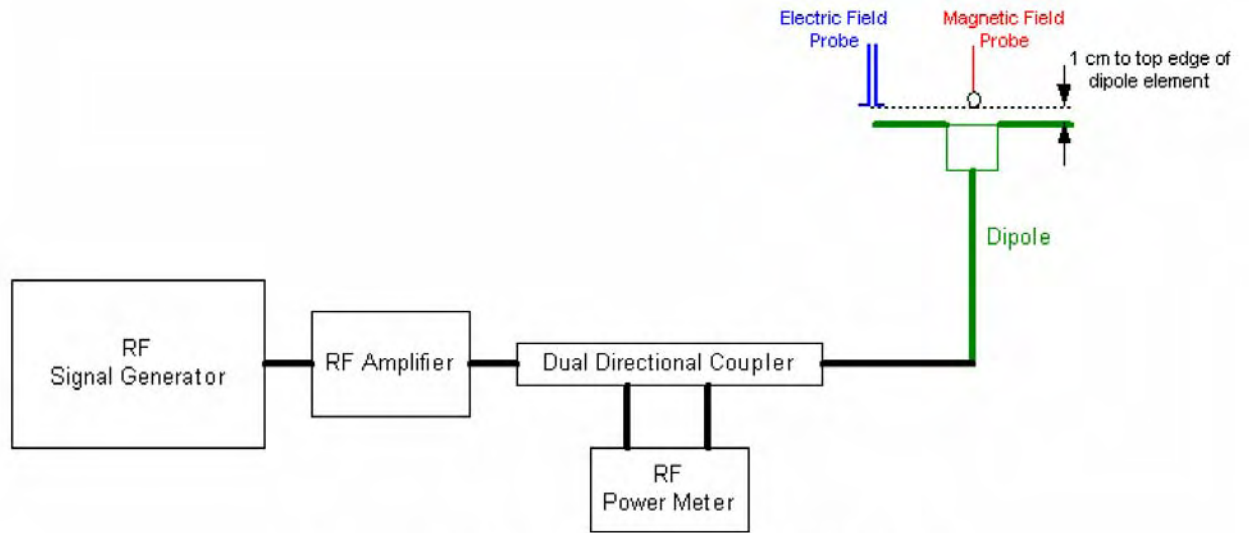 Electric Field
Probe
Magnetic Field
Probe
1 cm to top edge of
dipole element
Dipole
RF
Signal Generator
RF Amplifier
Dual Directional Coupler
RF
Power Meter